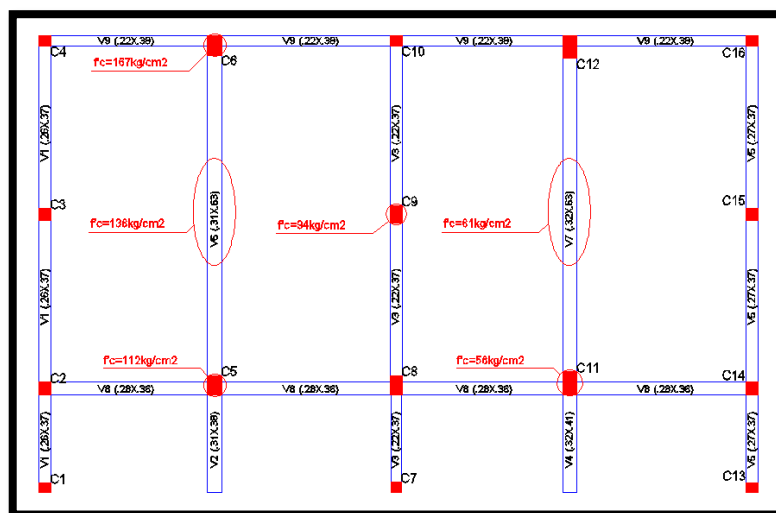 V9 (.22X.39)
V9 (.22X.39)
V9 (.22X.39)
V9 (.22X.39)
C4
C6
C10
C12
C16
f'c=167kg/cm2
V1 (.26X.37)
V3 (.22X.37)
V5 (.27X.37)
C3
C9
C15
f'c=136kg/cm2
V6 (.31X.63)
f'c=94kg/cm2
f'c=61kg/cm2
V7 (.32X.63)
V1 (.26X.37)
V3 (.22X.37)
V5 (.27X.37)
f'c=112kg/cm2
f'c=56kg/cm2
C2
C5
C8
C11
C14
V8 (.28X.36)
V8 (.28X.36)
V8 (.28X.36)
V8 (.28X.36)
V1 (.26X.37)
V2 (.31X.38)
V3 (.22X.37)
V4 (.32X.41)
V5 (.27X.37)
C1
C7
C13